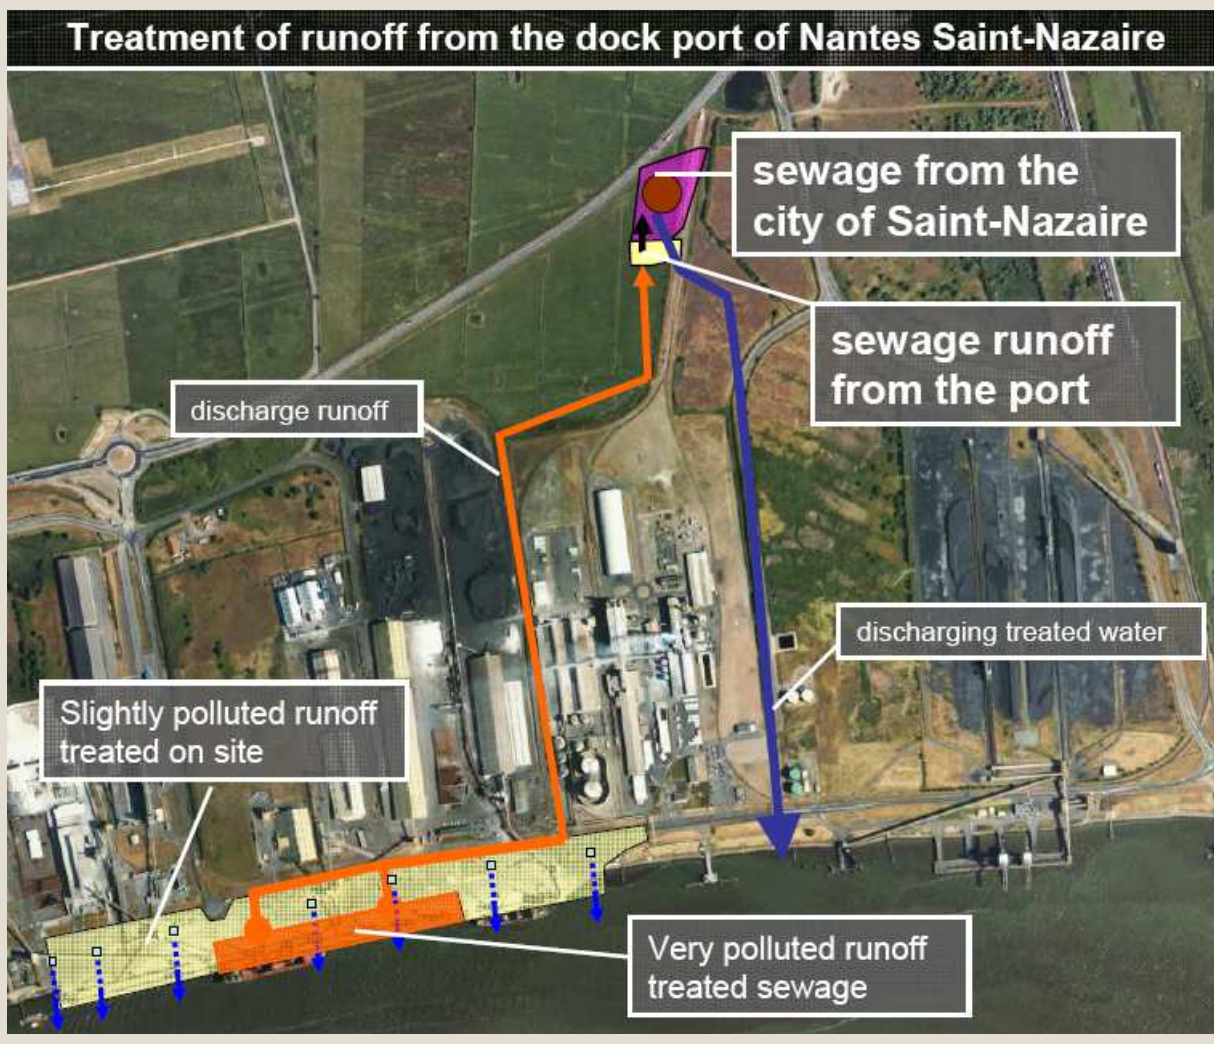 Treatment of runoff from the dock port of Nantes Saint-Nazaire
sewage from the
city of Saint-Nazaire
sewage runoff
from the port
discharge runoff
discharging treated water
Slightly polluted runoff
treated on site
Very polluted runoff
treated sewage